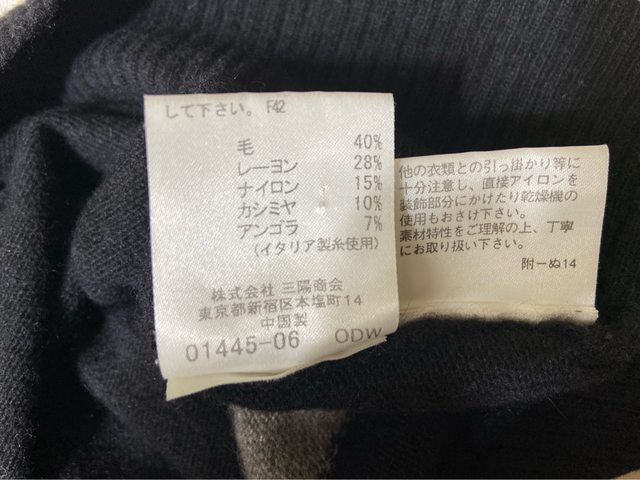 して下さい。 F42
毛 40%
レーヨン 28%
ナイロン 15%
カシミヤ 10%
アンゴラ 7%
(イタリア製糸使用)
株式会社 三陽商会
東京都新宿区本塩町14
中国製
01445-06 ODW
他の衣類との引っ掛かり等に
十分注意し、直接アイロンを
装飾部分にかけたり乾燥機の
使用もおさけ下さい。
素材特性をご理解の上、丁寧
にお取り扱い下さい。
附ーぬ14